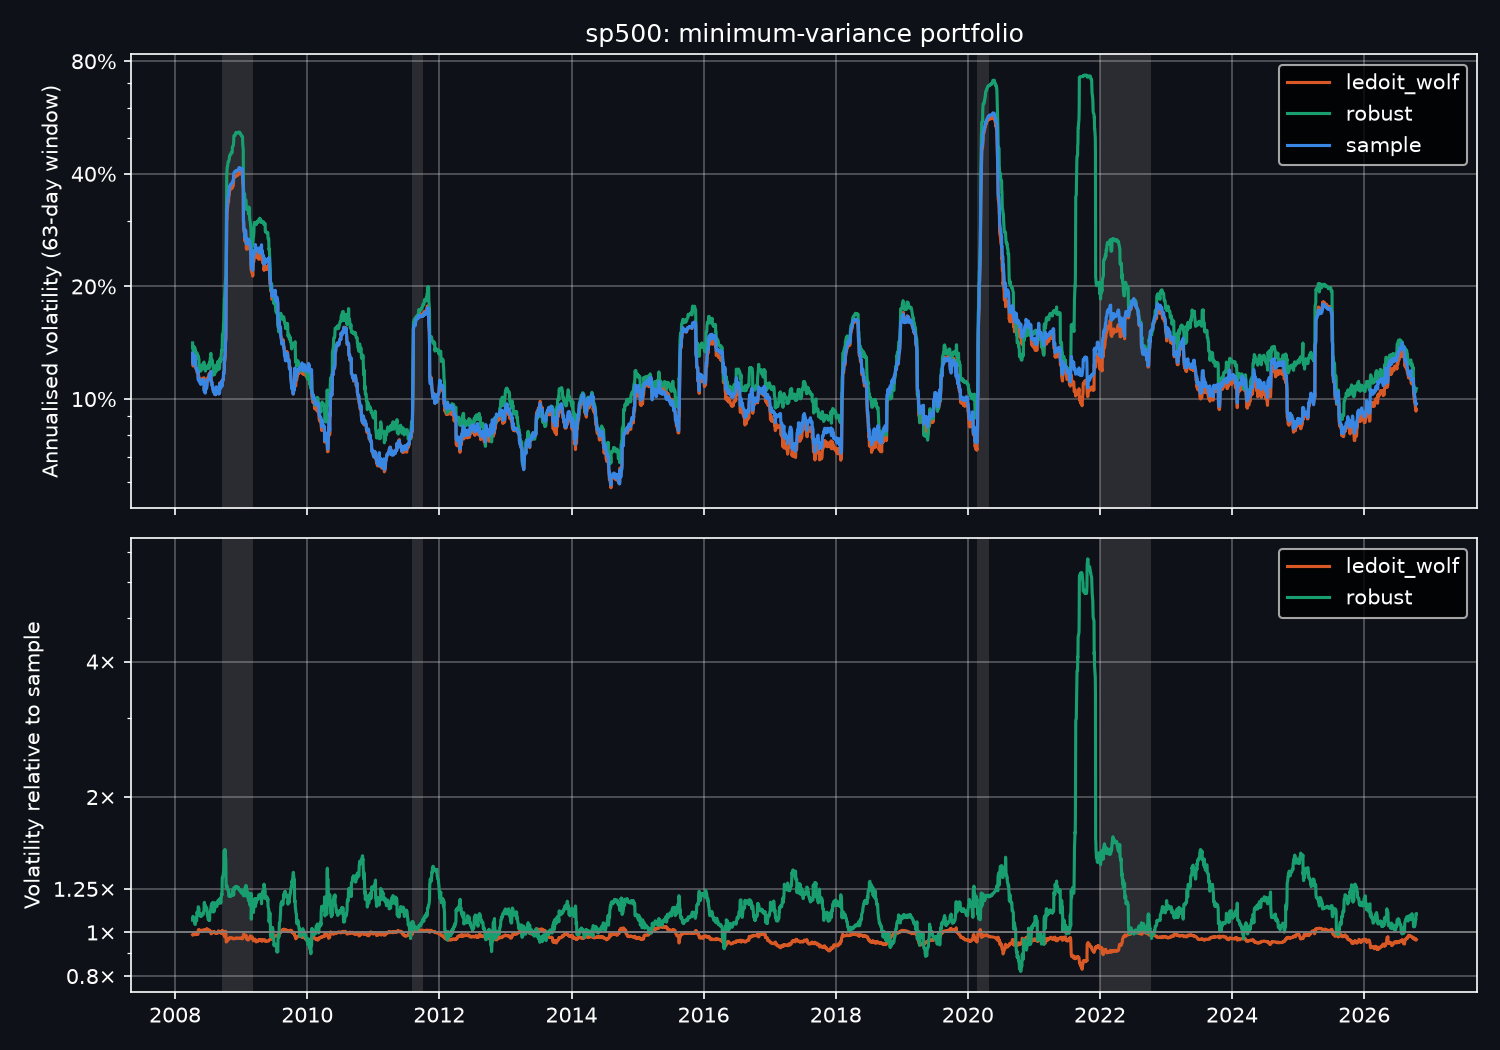 sp500: minimum-variance portfolio
Annualised volatility (63-day window)
80%
40%
20%
10%
ledoit_wolf
robust
sample
Volatility relative to sample
4×
2×
1.25×
1×
0.8×
ledoit_wolf
robust
2008 2010 2012 2014 2016 2018 2020 2022 2024 2026